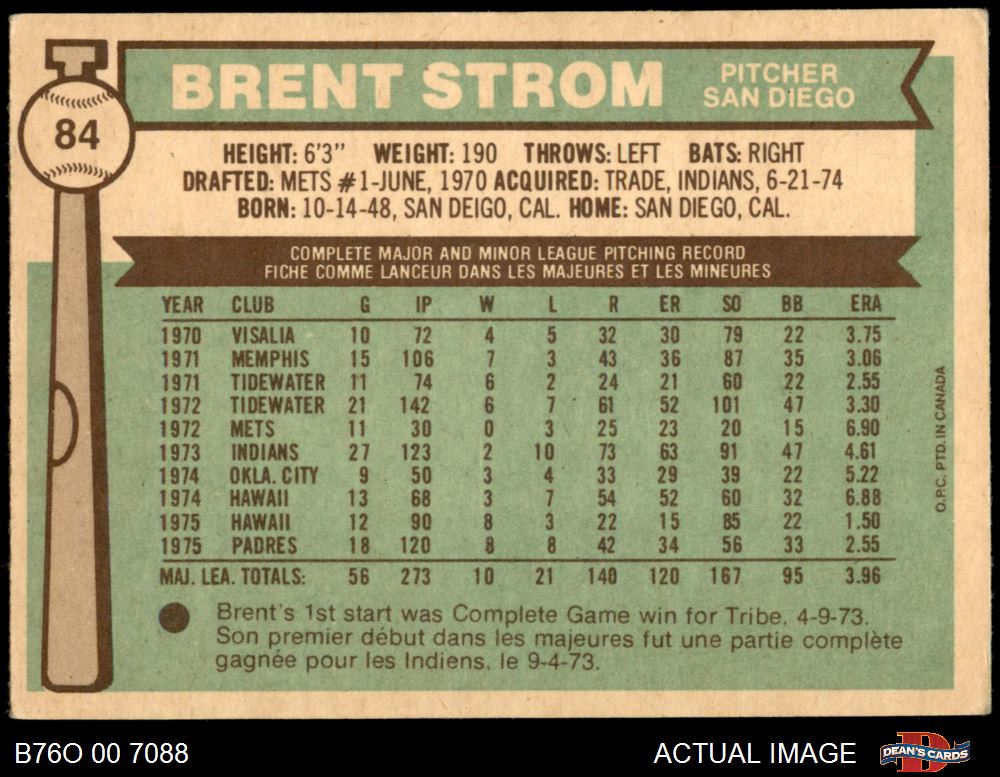 84
BRENT STROM
PITCHER
SAN DIEGO
HEIGHT: 6'3" WEIGHT: 190 THROWS: LEFT BATS: RIGHT
DRAFTED: METS #1-JUNE, 1970 ACQUIRED: TRADE, INDIANS, 6-21-74
BORN: 10-14-48, SAN DEIGO, CAL. HOME: SAN DIEGO, CAL.
COMPLETE MAJOR AND MINOR LEAGUE PITCHING RECORD
FICHE COMME LANCEUR DANS LES MAJEURES ET LES MINEURES
YEAR CLUB G IP W L R ER SO BB ERA
1970 VISALIA 10 72 4 5 32 30 79 22 3.75
1971 MEMPHIS 15 106 7 3 43 36 87 35 3.06
1971 TIDEWATER 11 74 6 2 24 21 60 22 2.55
1972 TIDEWATER 21 142 6 7 61 52 101 47 3.30
1972 METS 11 30 0 3 25 23 20 15 6.90
1973 INDIANS 27 123 2 10 73 63 91 47 4.61
1974 OKLA. CITY 9 50 3 4 33 29 39 22 5.22
1974 HAWAII 13 68 3 7 54 52 60 32 6.88
1975 HAWAII 12 90 8 3 22 15 85 22 1.50
1975 PADRES 18 120 8 8 42 34 56 33 2.55
MAJ. LEA. TOTALS: 56 273 10 21 140 120 167 95 3.96
Brent's 1st start was Complete Game win for Tribe, 4-9-73.
Son premier début dans les majeures fut une partie complète
gagnée pour les Indiens, le 9-4-73.
O.P.C. PTD. IN CANADA
B76O 00 7088
ACTUAL IMAGE
DEAN'S CARDS